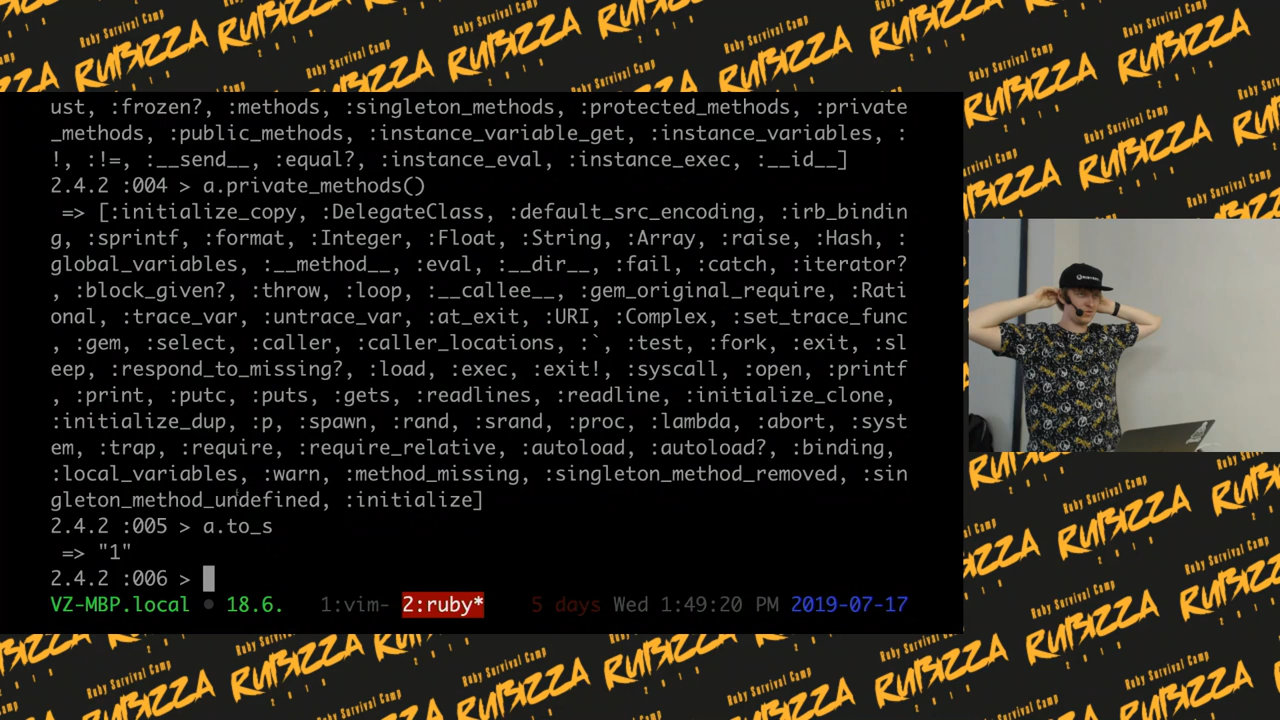 Ruby Survival Camp
RUBIZZA
2019
ust, :frozen?, :methods, :singleton_methods, :protected_methods, :private
_methods, :public_methods, :instance_variable_get, :instance_variables, :
!, :!=, :__send__, :equal?, :instance_eval, :instance_exec, :__id__]
2.4.2 :004 > a.private_methods()
=> [:initialize_copy, :DelegateClass, :default_src_encoding, :irb_bindin
g, :sprintf, :format, :Integer, :Float, :String, :Array, :raise, :Hash, :
global_variables, :__method__, :eval, :__dir__, :fail, :catch, :iterator?
, :block_given?, :throw, :loop, :__callee__, :gem_original_require, :Rati
onal, :trace_var, :untrace_var, :at_exit, :URI, :Complex, :set_trace_func
, :gem, :select, :caller, :caller_locations, :`, :test, :fork, :exit, :sl
eep, :respond_to_missing?, :load, :exec, :exit!, :syscall, :open, :printf
, :print, :putc, :puts, :gets, :readlines, :readline, :initialize_clone,
:initialize_dup, :p, :spawn, :rand, :srand, :proc, :lambda, :abort, :syst
em, :trap, :require, :require_relative, :autoload, :autoload?, :binding,
:local_variables, :warn, :method_missing, :singleton_method_removed, :sin
gleton_method_undefined, :initialize]
2.4.2 :005 > a.to_s
=> "1"
2.4.2 :006 >
VZ-MBP.local • 18.6. 1:vim- 2:ruby* 5 days Wed 1:49:20 PM 2019-07-17